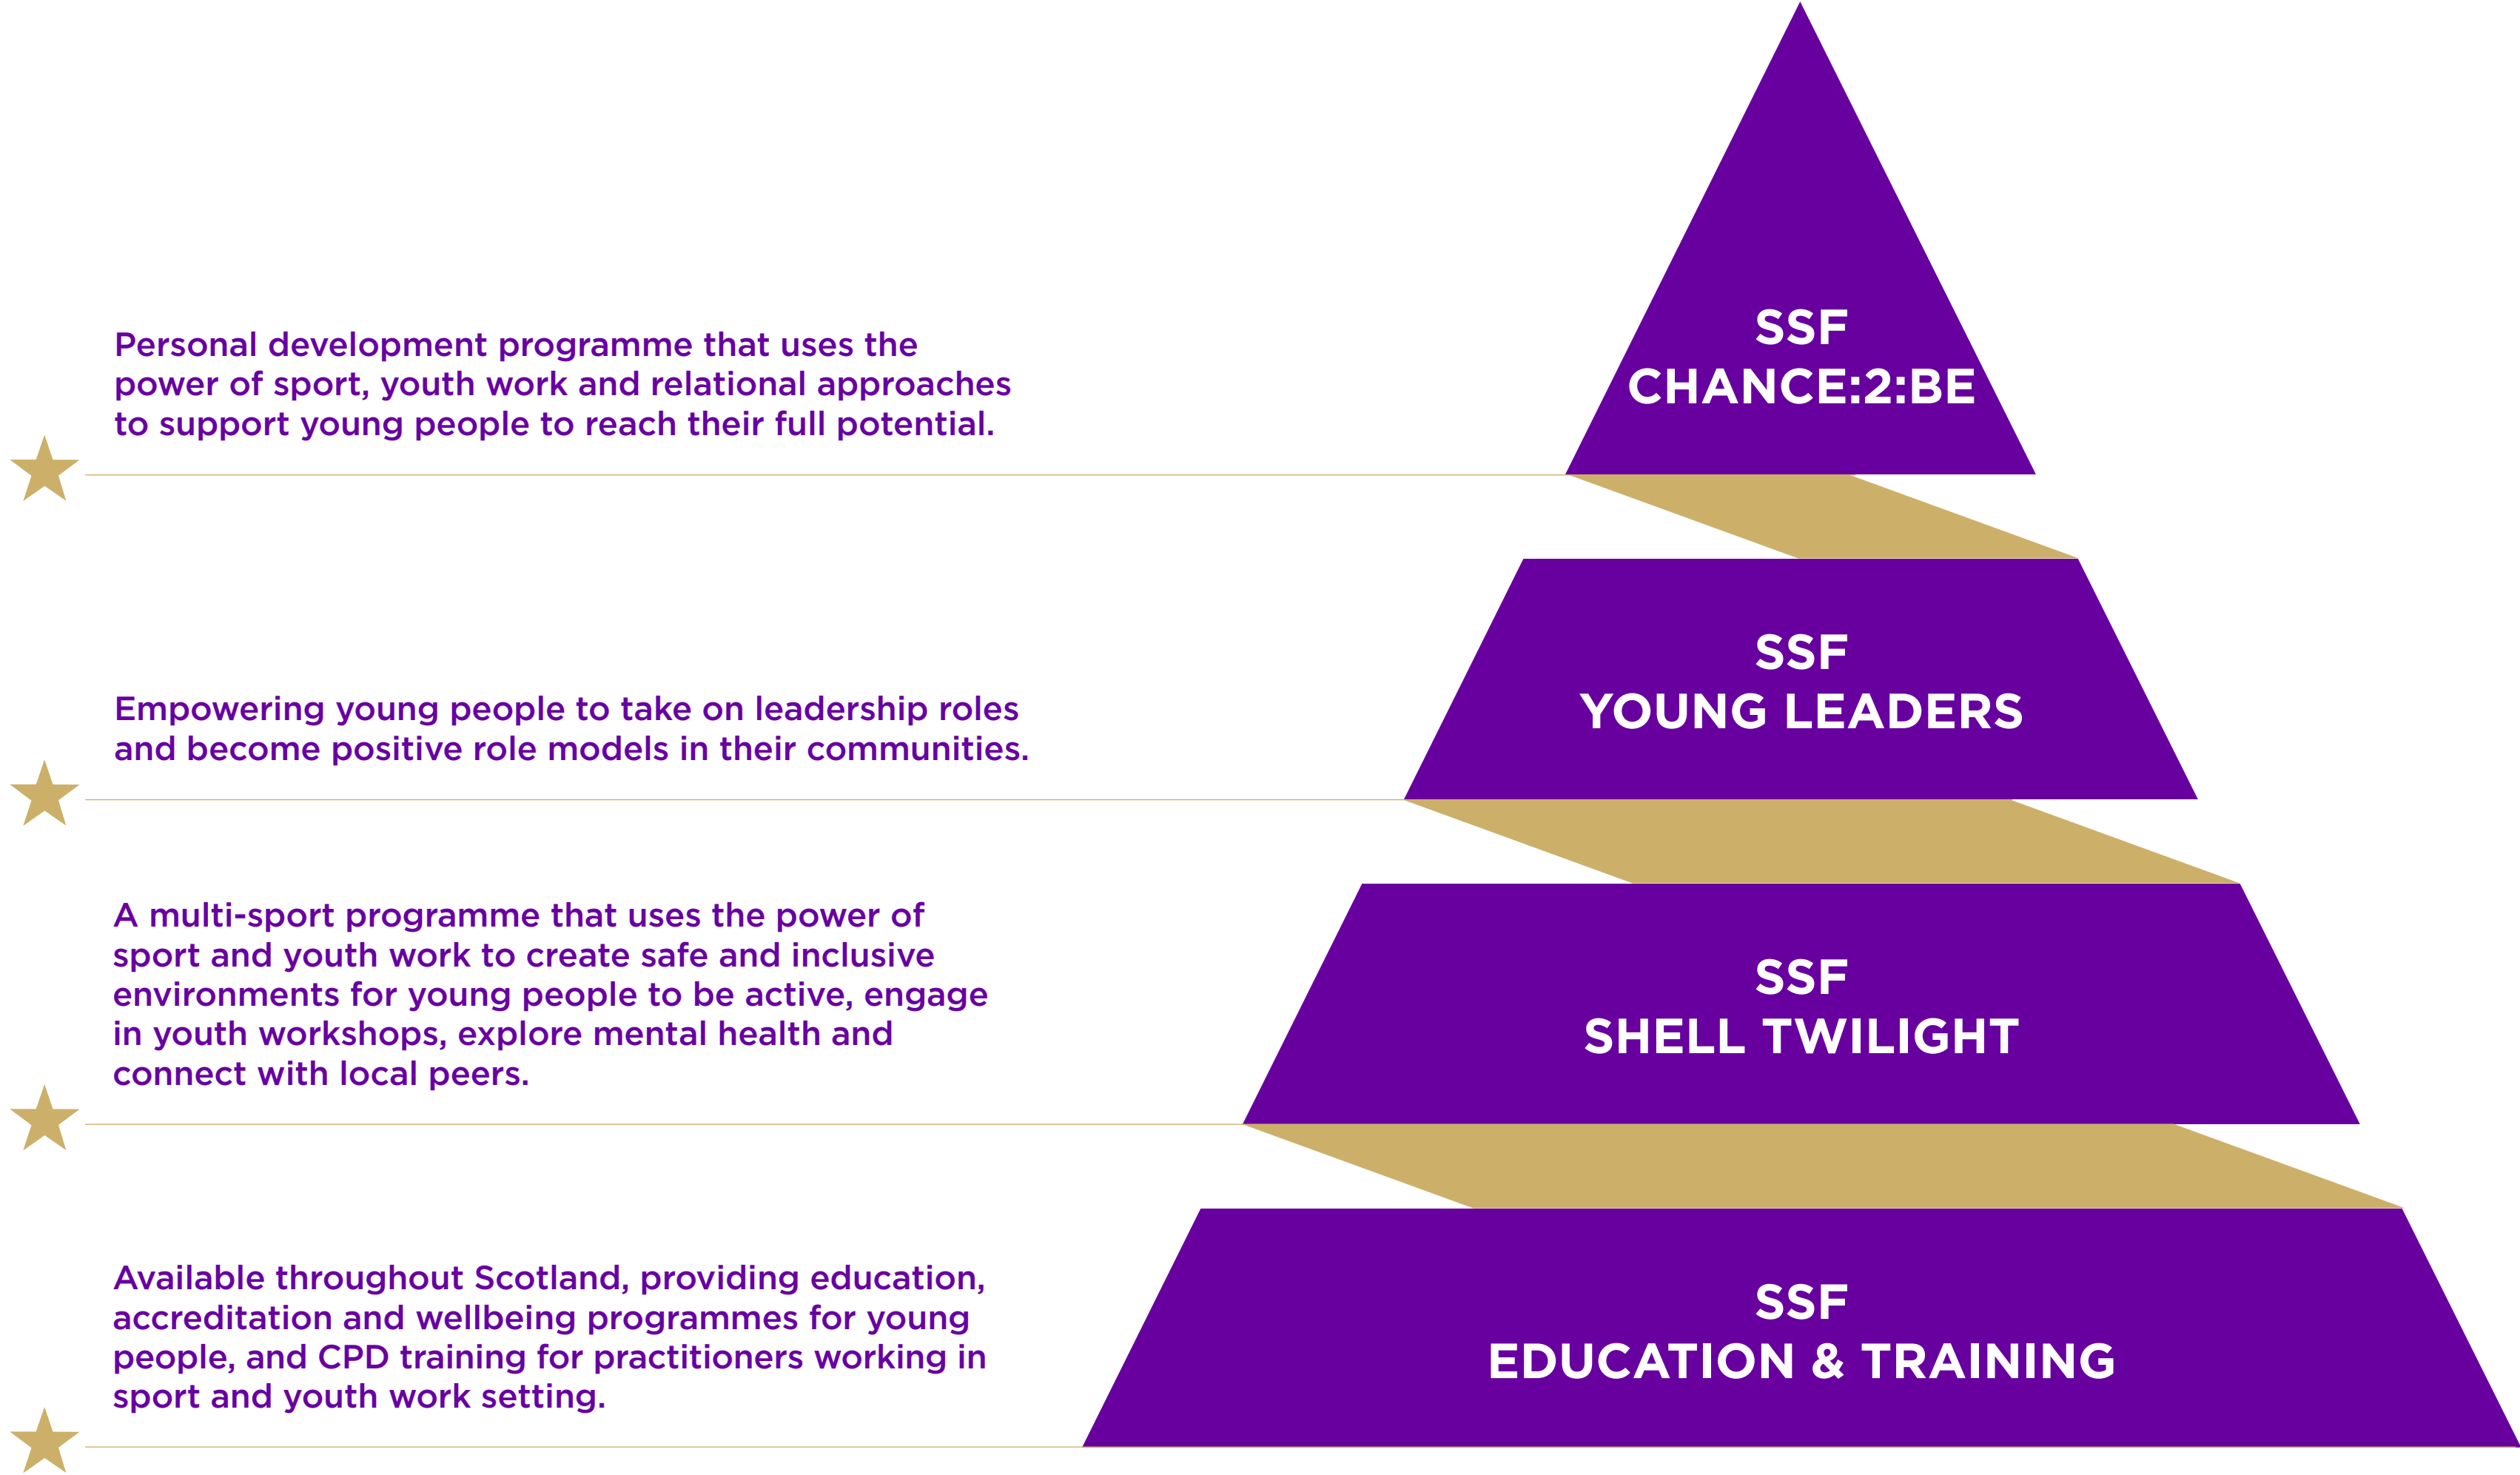 Personal development programme that uses the
power of sport, youth work and relational approaches
to support young people to reach their full potential.
SSF
CHANCE:2:BE
Empowering young people to take on leadership roles
and become positive role models in their communities.
SSF
YOUNG LEADERS
A multi-sport programme that uses the power of
sport and youth work to create safe and inclusive
environments for young people to be active, engage
in youth workshops, explore mental health and
connect with local peers.
SSF
SHELL TWILIGHT
Available throughout Scotland, providing education,
accreditation and wellbeing programmes for young
people, and CPD training for practitioners working in
sport and youth work setting.
SSF
EDUCATION & TRAINING